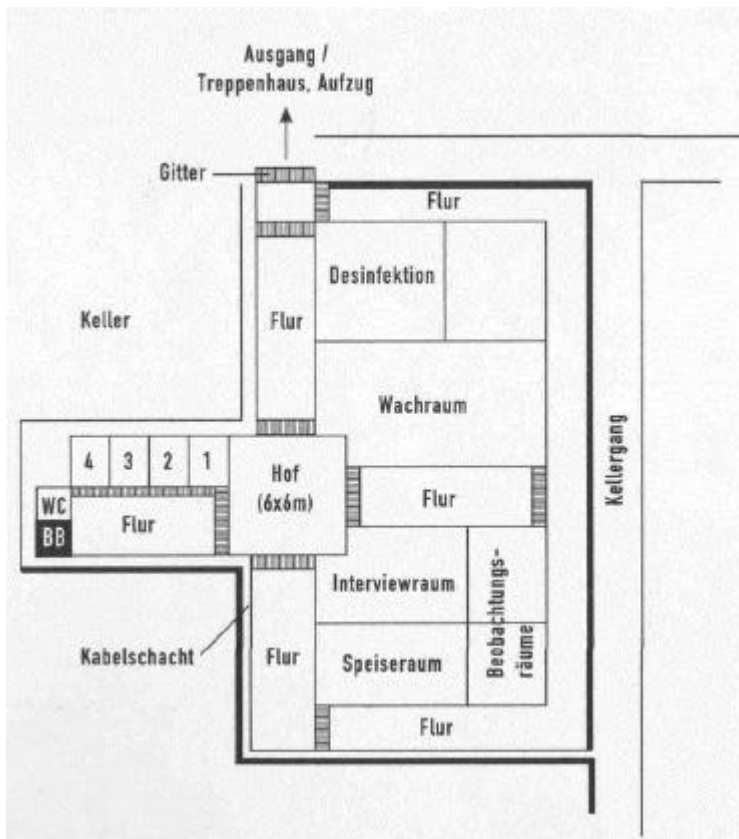 Ausgang /
Treppenhaus, Aufzug
Gitter
Flur
Desinfektion
Keller
Flur
Wachraum
Kellergang
4 3 2 1
Hof
(6x6m)
Flur
WC
BB
Flur
Interviewraum
Beobachtungs-
räume
Kabelschacht
Flur
Speiseraum
Flur